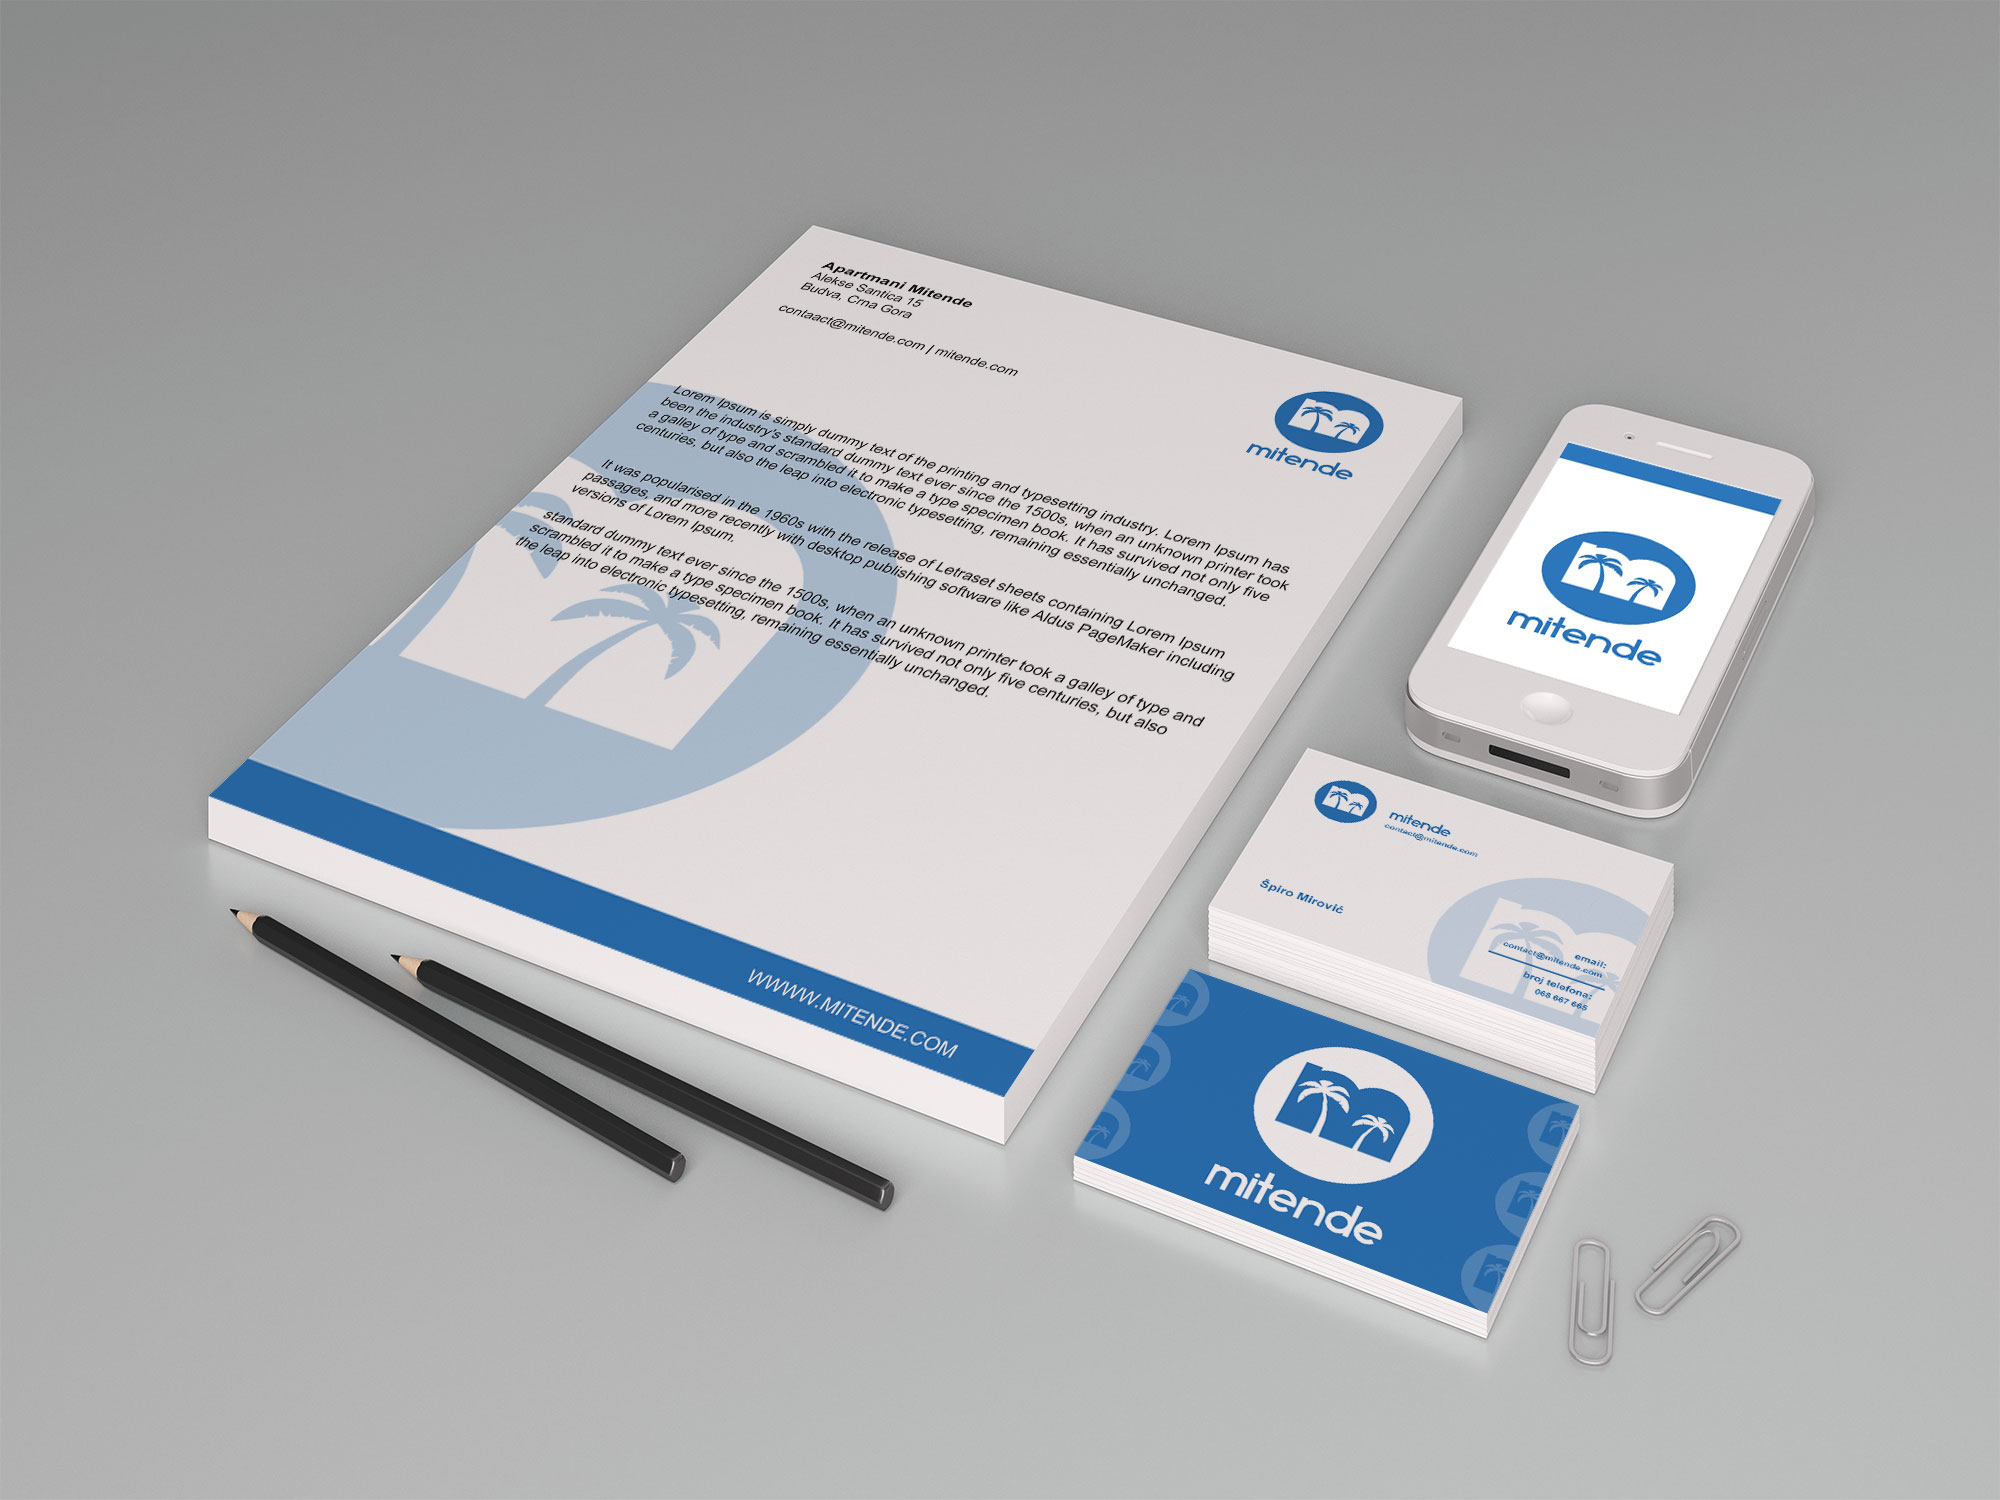 Apartmani Mitende
Alekse Santica 15
Budva, Crna Gora
contaact@mitende.com | mitende.com
mitende
Lorem Ipsum is simply dummy text of the printing and typesetting industry. Lorem Ipsum has
been the industry's standard dummy text ever since the 1500s, when an unknown printer took
a galley of type and scrambled it to make a type specimen book. It has survived not only five
centuries, but also the leap into electronic typesetting, remaining essentially unchanged.
It was popularised in the 1960s with the release of Letraset sheets containing Lorem Ipsum
passages, and more recently with desktop publishing software like Aldus PageMaker including
versions of Lorem Ipsum.
standard dummy text ever since the 1500s, when an unknown printer took a galley of type and
scrambled it to make a type specimen book. It has survived not only five centuries, but also
the leap into electronic typesetting, remaining essentially unchanged.
WWWW.MITENDE.COM
mitende
mitende
contact@mitende.com
Špiro Mirovič
email:
contact@mitende.com
broj telefona:
068 667 665
mitende